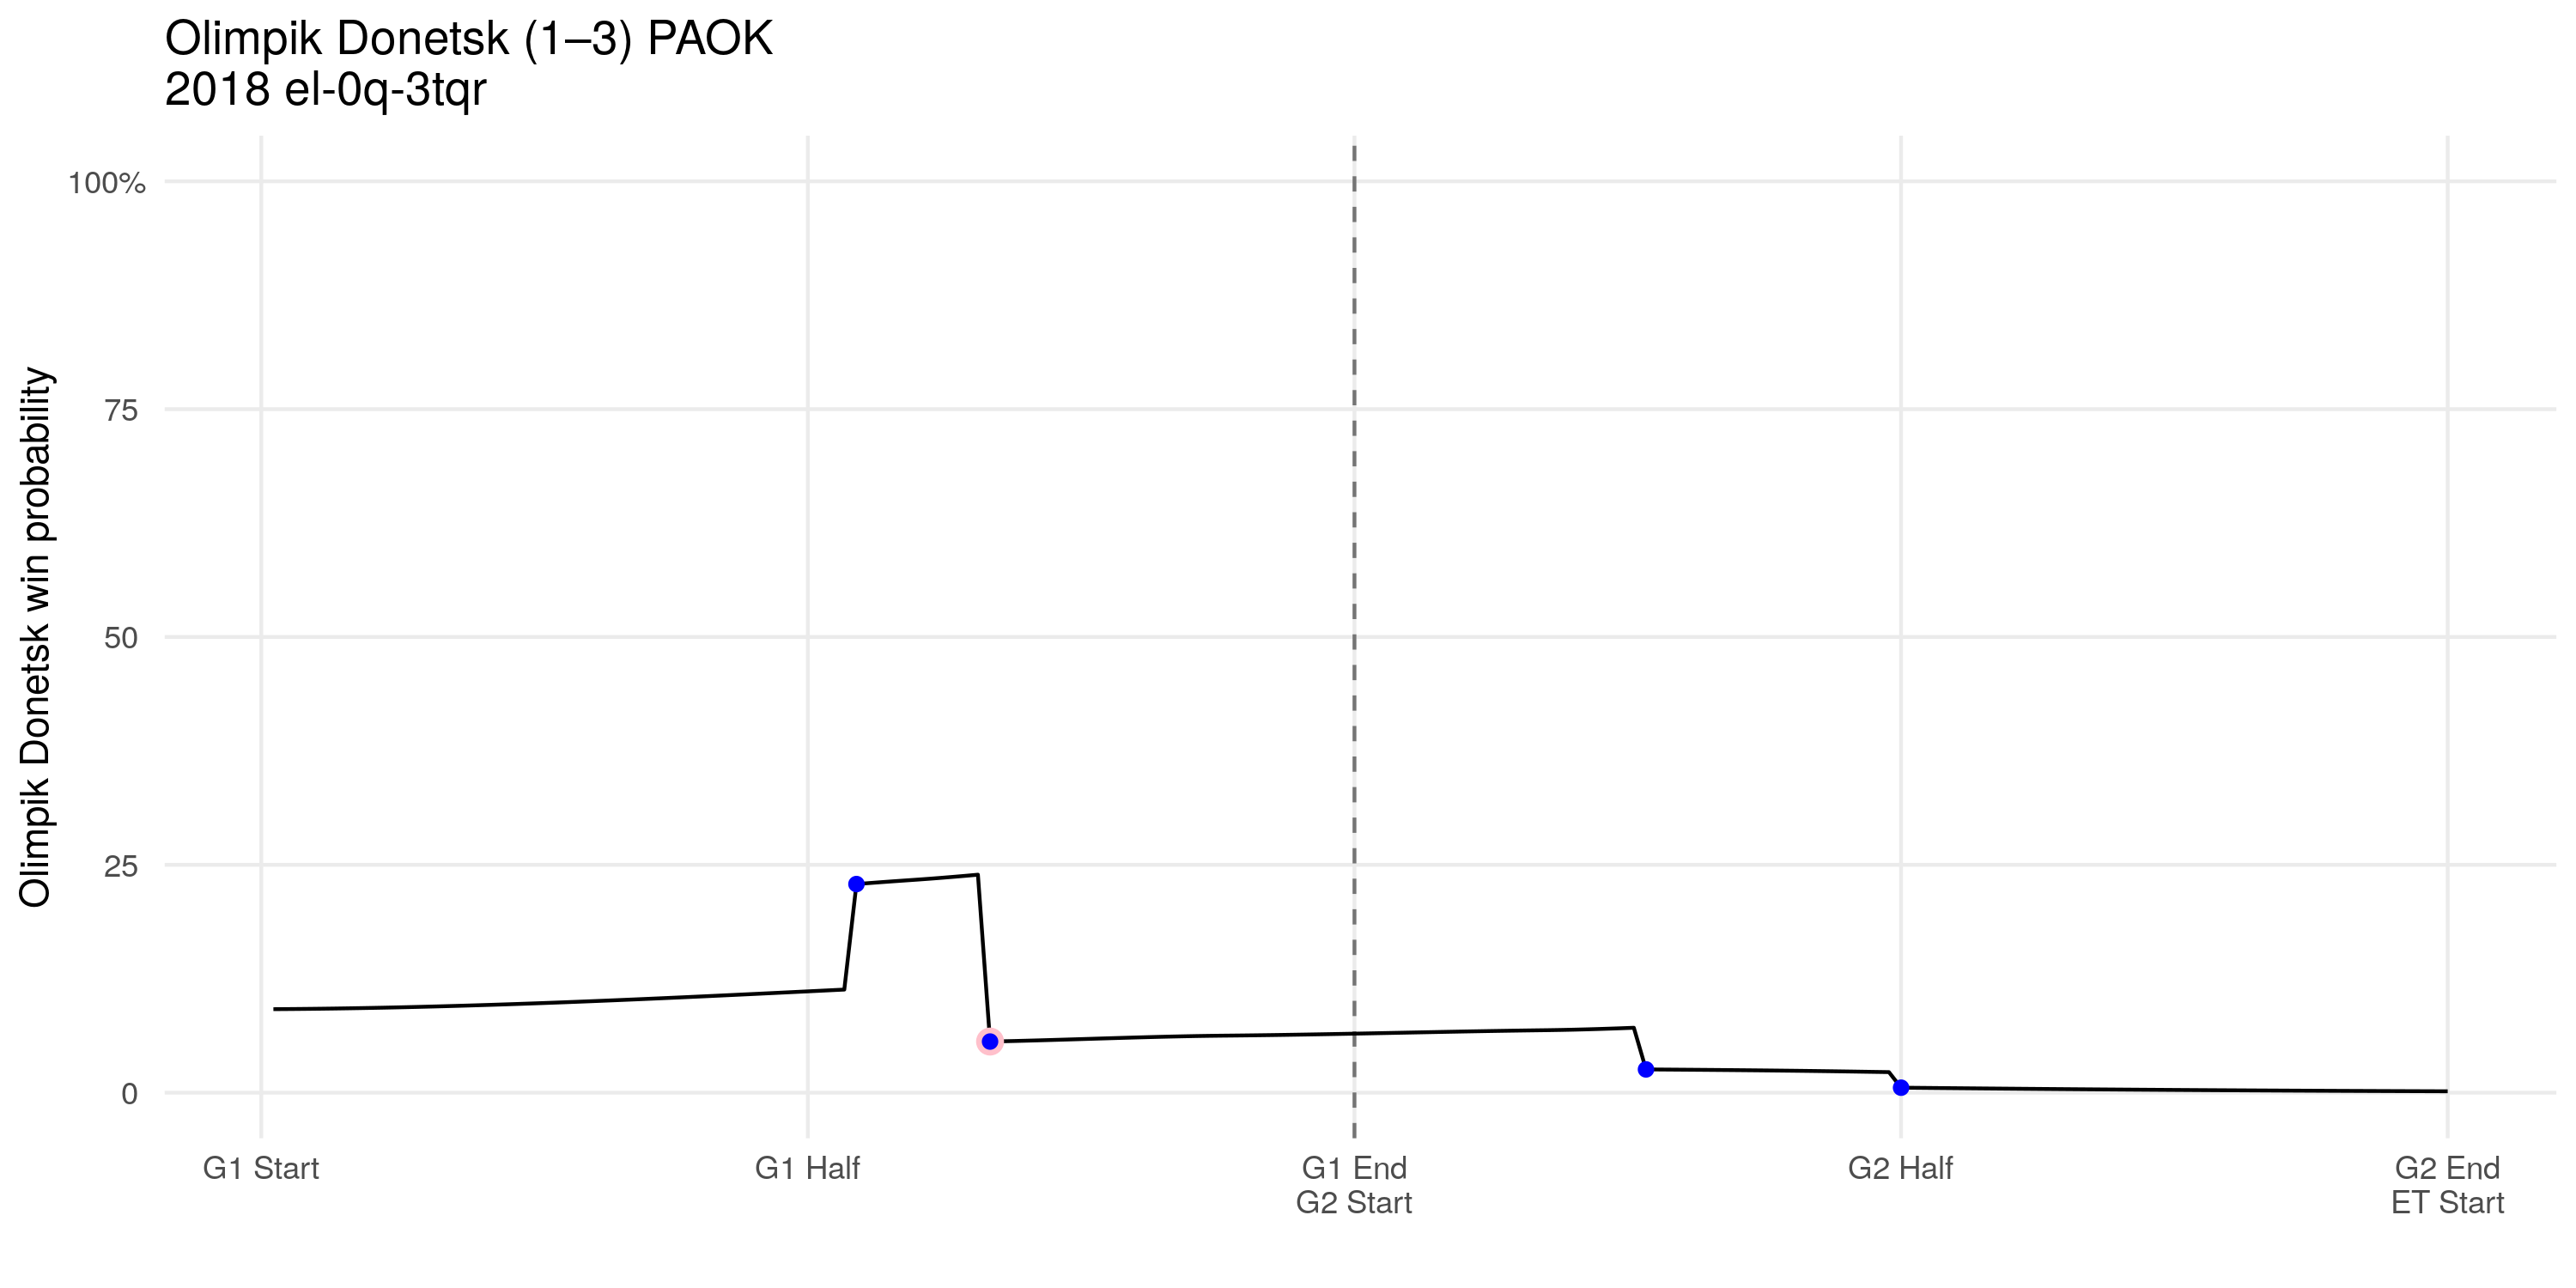 Olimpik Donetsk (1–3) PAOK
2018 el-0q-3tqr
Olimpik Donetsk win probability
100%
75
50
25
0
G1 Start
G1 Half
G1 End
G2 Start
G2 Half
G2 End
ET Start